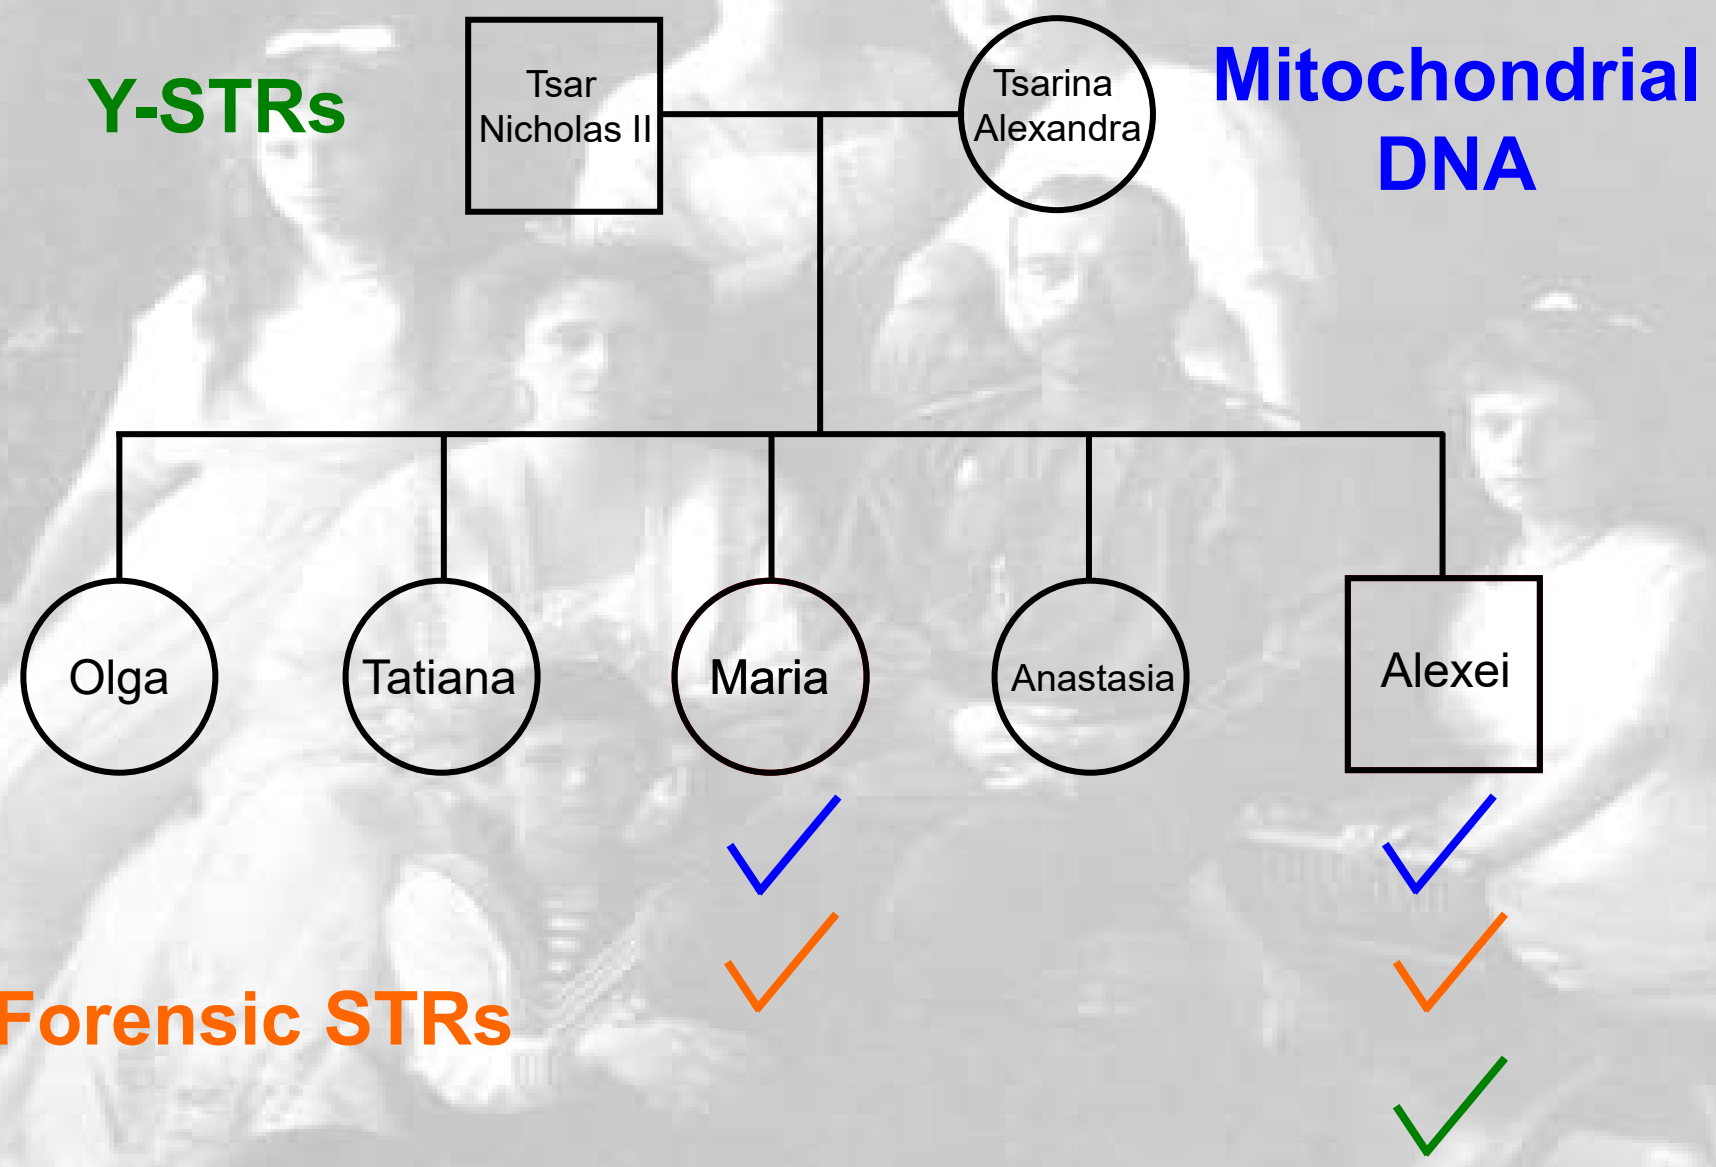 Y-STRs
Tsar
Nicholas II
Tsarina
Alexandra
Mitochondrial
DNA
Olga
Tatiana
Maria
Anastasia
Alexei
Forensic STRs